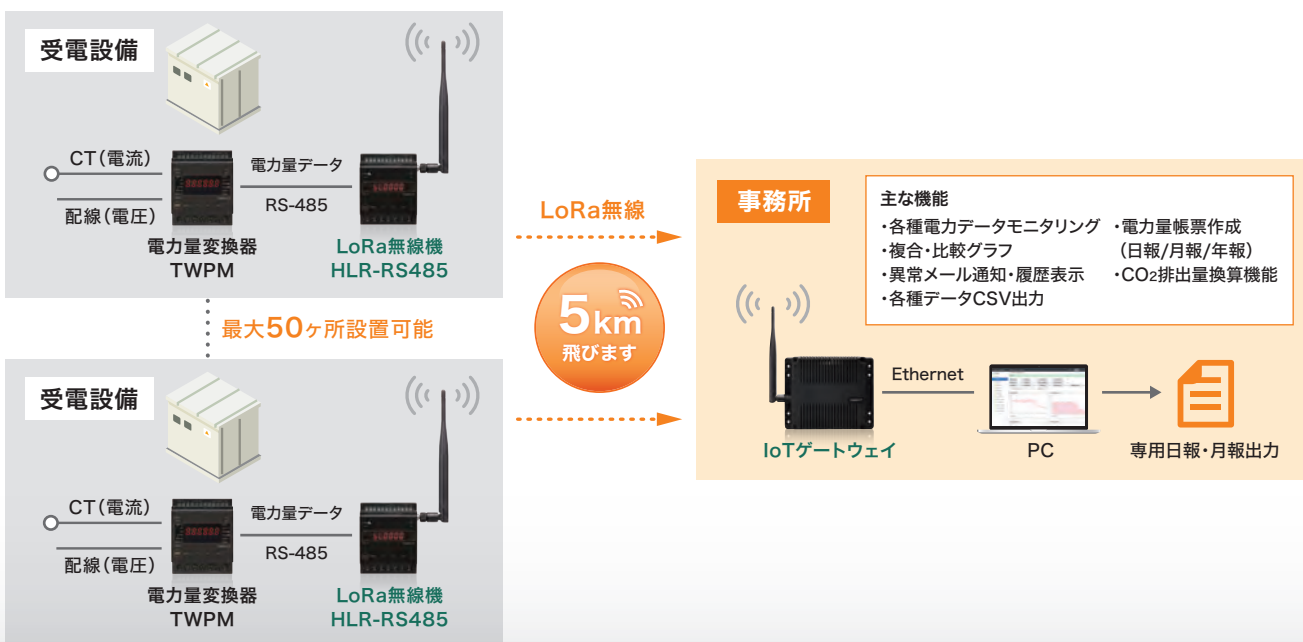 受電設備
CT(電流)
配線(電圧)
電力量データ
RS-485
電力量変換器
TWPM
LoRa無線機
HLR-RS485
最大50ヶ所設置可能
受電設備
CT(電流)
配線(電圧)
電力量データ
RS-485
電力量変換器
TWPM
LoRa無線機
HLR-RS485
LoRa無線
5km
飛びます
事務所
主な機能
・各種電力データモニタリング
・複合・比較グラフ
・異常メール通知・履歴表示
・各種データCSV出力
・電力量帳票作成
(日報/月報/年報)
・CO2排出量換算機能
Ethernet
IoTゲートウェイ
PC
専用日報・月報出力